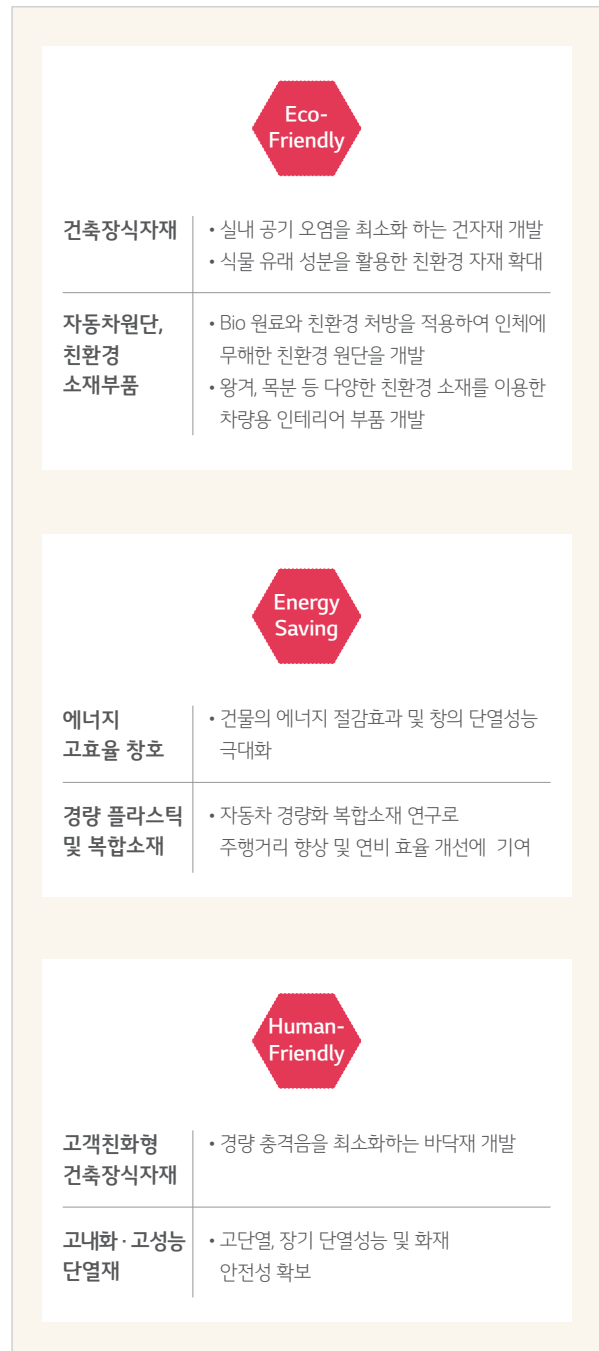 Eco-
Friendly
건축장식자재
• 실내 공기 오염을 최소화 하는 건자재 개발
• 식물 유래 성분을 활용한 친환경 자재 확대
자동차원단,
친환경
소재부품
• Bio 원료와 친환경 처방을 적용하여 인체에
무해한 친환경 원단을 개발
• 왕겨, 목분 등 다양한 친환경 소재를 이용한
차량용 인테리어 부품 개발
Energy
Saving
에너지
고효율 창호
• 건물의 에너지 절감효과 및 창의 단열성능
극대화
경량 플라스틱
및 복합소재
• 자동차 경량화 복합소재 연구로
주행거리 향상 및 연비 효율 개선에 기여
Human-
Friendly
고객친화형
건축장식자재
• 경량 충격음을 최소화하는 바닥재 개발
고내화 · 고성능
단열재
• 고단열, 장기 단열성능 및 화재
안전성 확보